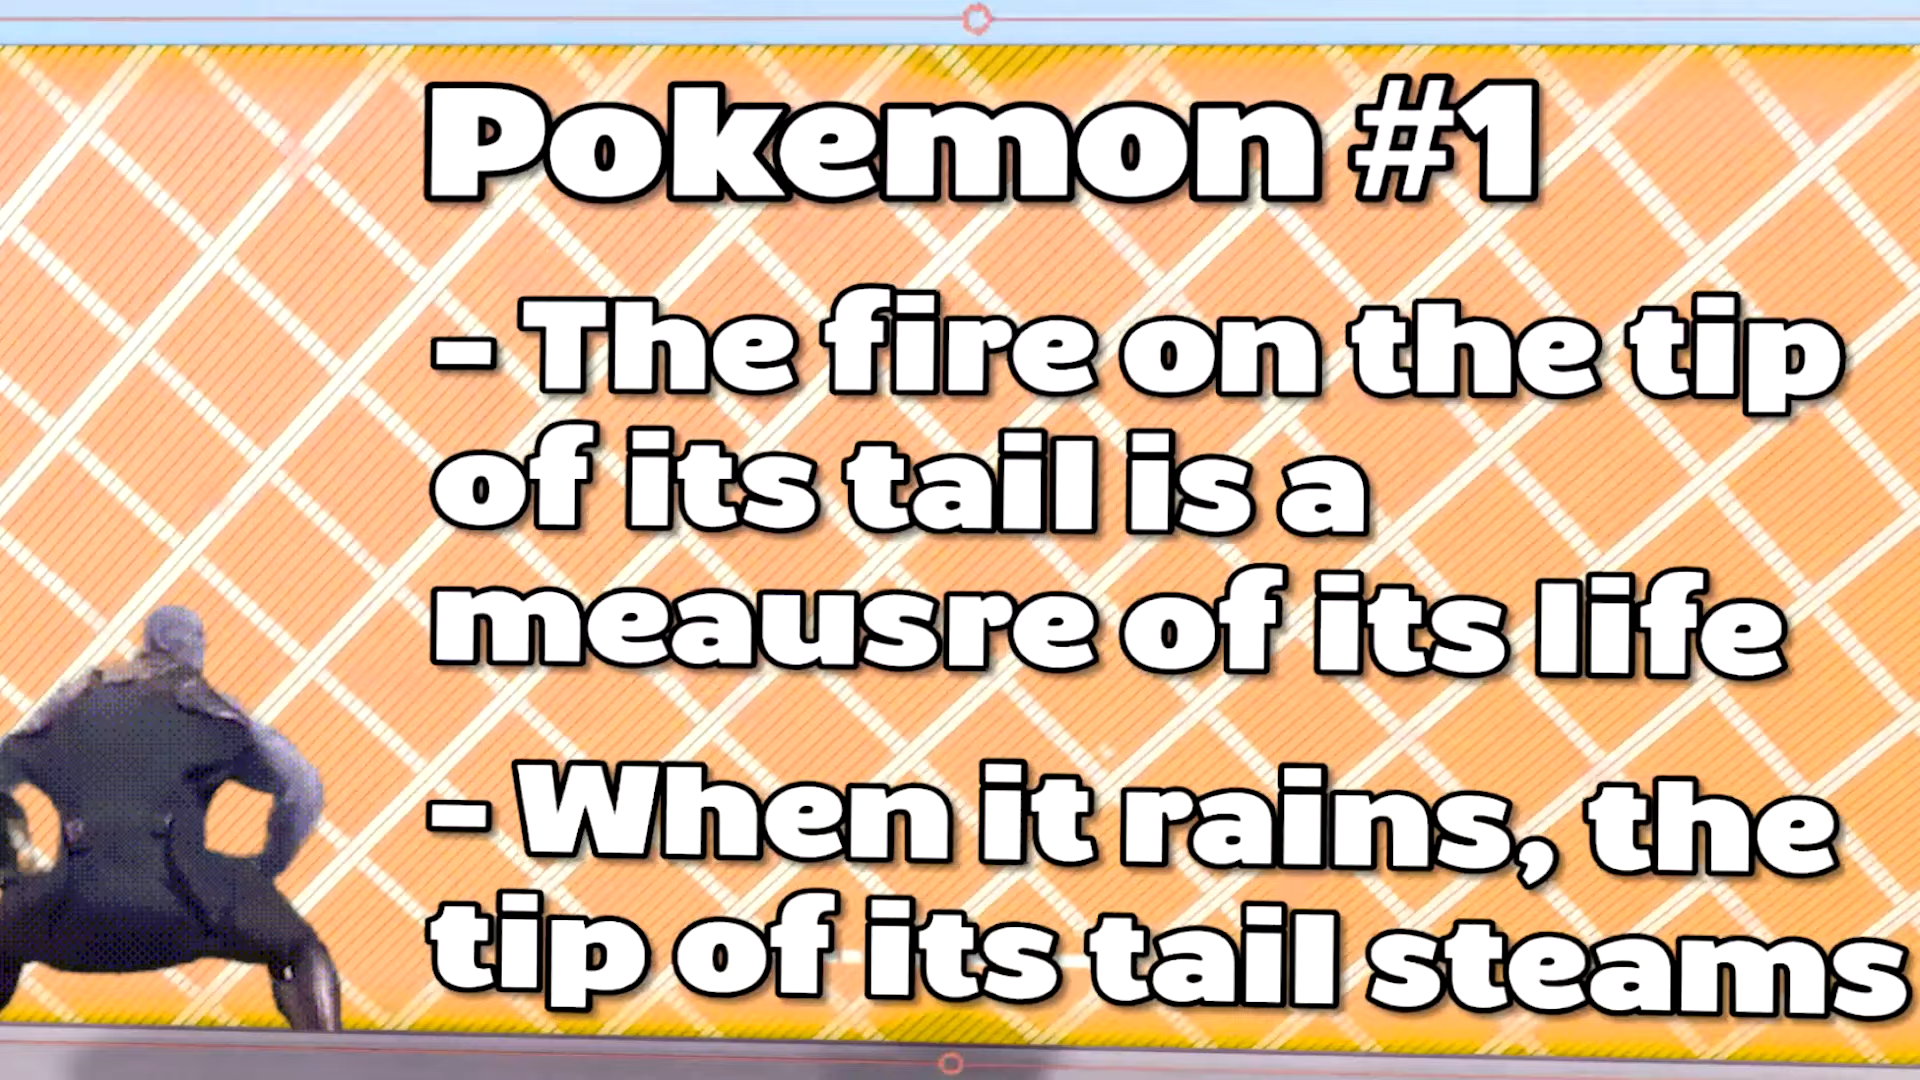 Pokemon #1
- The fire on the tip
of its tail is a
meausre of its life
- When it rains, the
tip of its tail steams